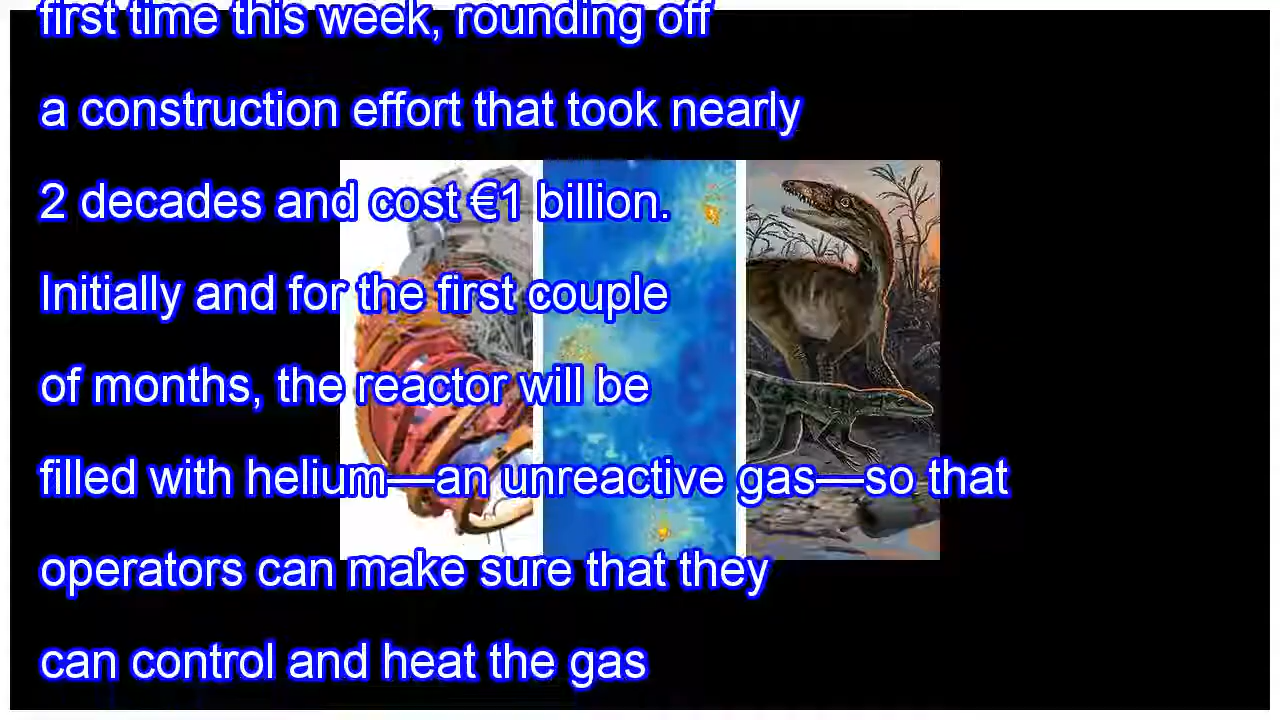 first time this week, rounding off
a construction effort that took nearly
2 decades and cost €1 billion.
Initially and for the first couple
of months, the reactor will be
filled with helium—an unreactive gas—so that
operators can make sure that they
can control and heat the gas